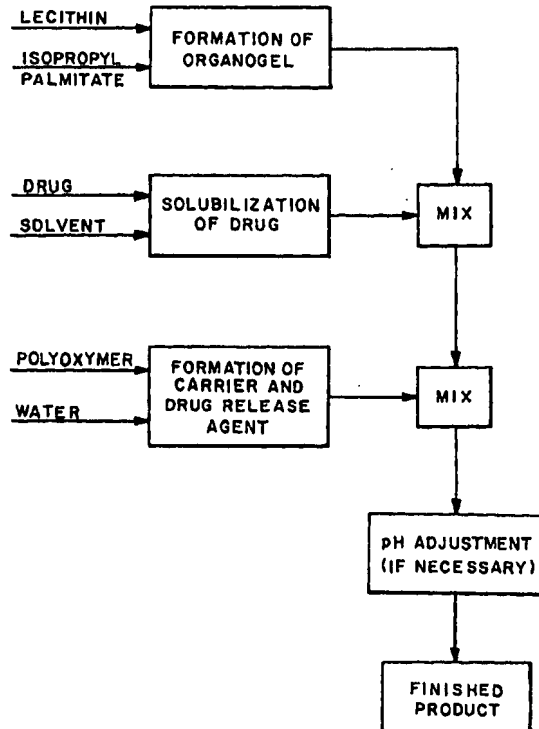 LECITHIN
ISOPROPYL
PALMITATE
FORMATION OF
ORGANOGEL
DRUG
SOLVENT
SOLUBILIZATION
OF DRUG
MIX
POLYOXYMER
WATER
FORMATION OF
CARRIER AND
DRUG RELEASE
AGENT
MIX
pH ADJUSTMENT
(IF NECESSARY)
FINISHED
PRODUCT